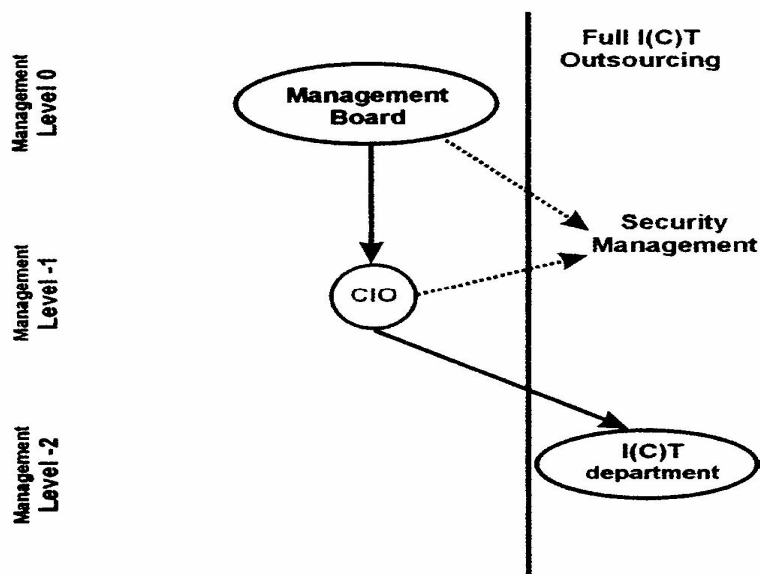 Full I(C)T
Outsourcing
Management
Level 0
Management
Board
Security
Management
Management
Level -1
CIO
Management
Level -2
I(C)T
department